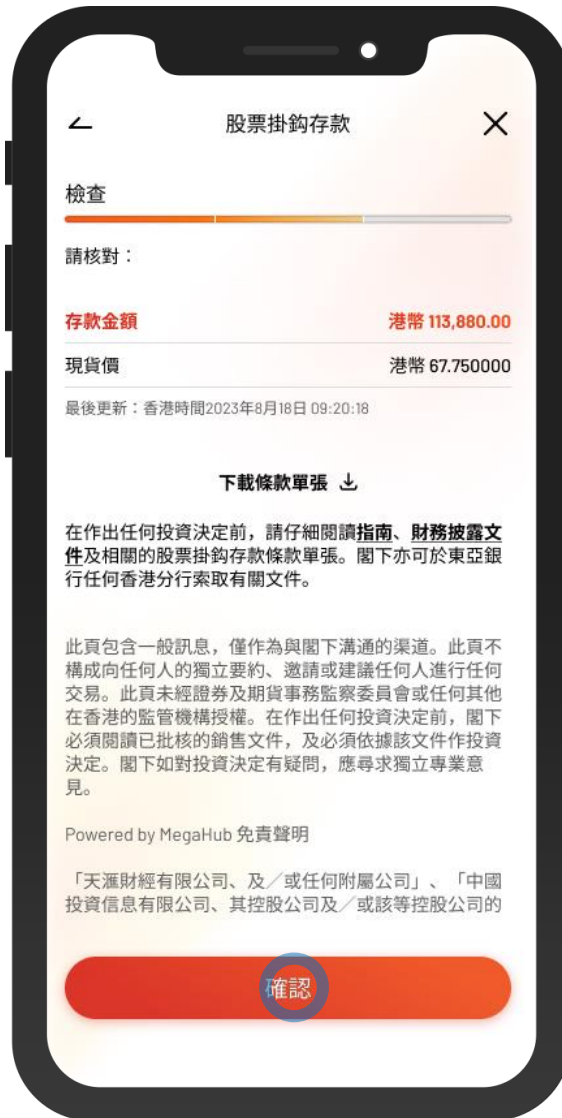 股票掛鈎存款
檢查
請核對：
存款金額 港幣 113,880.00
現貨價 港幣 67.750000
最後更新：香港時間2023年8月18日 09:20:18
下載條款單張
在作出任何投資決定前，請仔細閱讀指南、財務披露文
件及相關的股票掛鈎存款條款單張。閣下亦可於東亞銀
行任何香港分行索取有關文件。
此頁包含一般訊息，僅作為與閣下溝通的渠道。此頁不
構成向任何人的獨立要約、邀請或建議任何人進行任何
交易。此頁未經證券及期貨事務監察委員會或任何其他
在香港的監管機構授權。在作出任何投資決定前，閣下
必須閱讀已批核的銷售文件，及必須依據該文件作投資
決定。閣下如對投資決定有疑問，應尋求獨立專業意
見。
Powered by MegaHub 免責聲明
「天滙財經有限公司、及／或任何附屬公司」、「中國
投資信息有限公司、其控股公司及／或該等控股公司的
確認